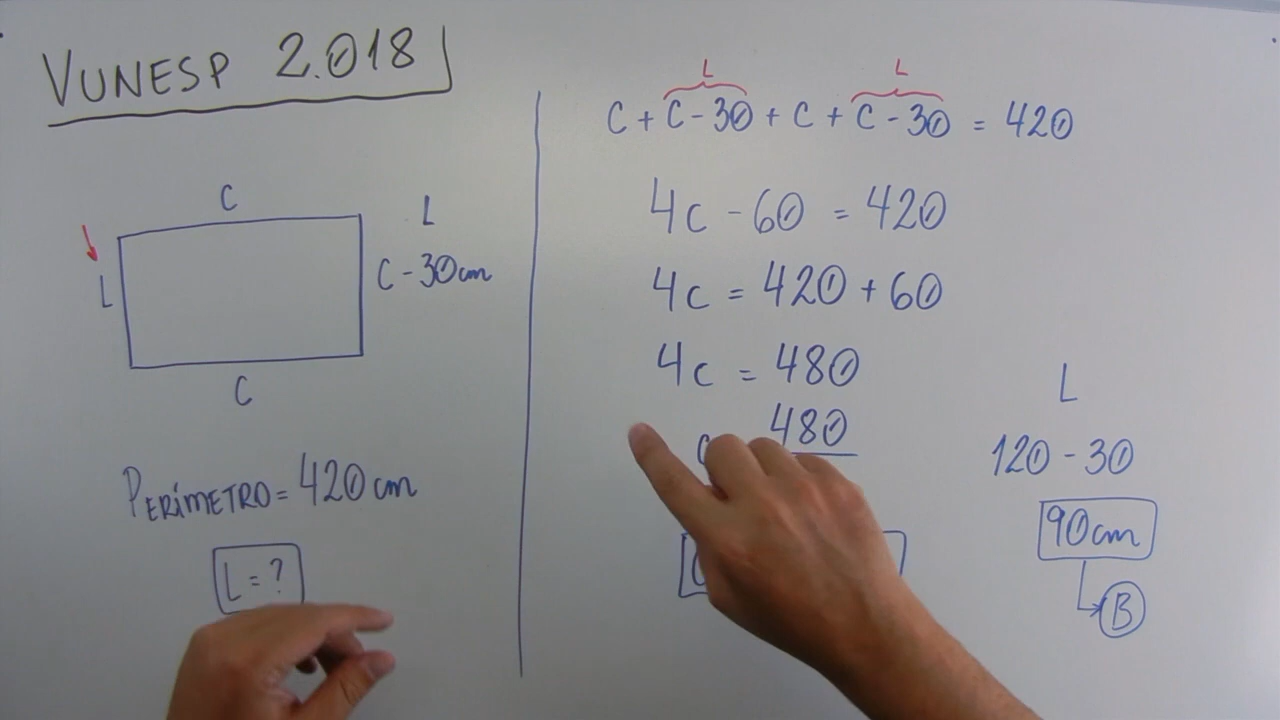 VUNESP 2.018
C
L
L
C - 30cm
C
PERÍMETRO = 420 cm
L = ?
L L
C + C - 30 + C + C - 30 = 420
4C - 60 = 420
4C = 420 + 60
4C = 480
480
L
120 - 30
90cm
B